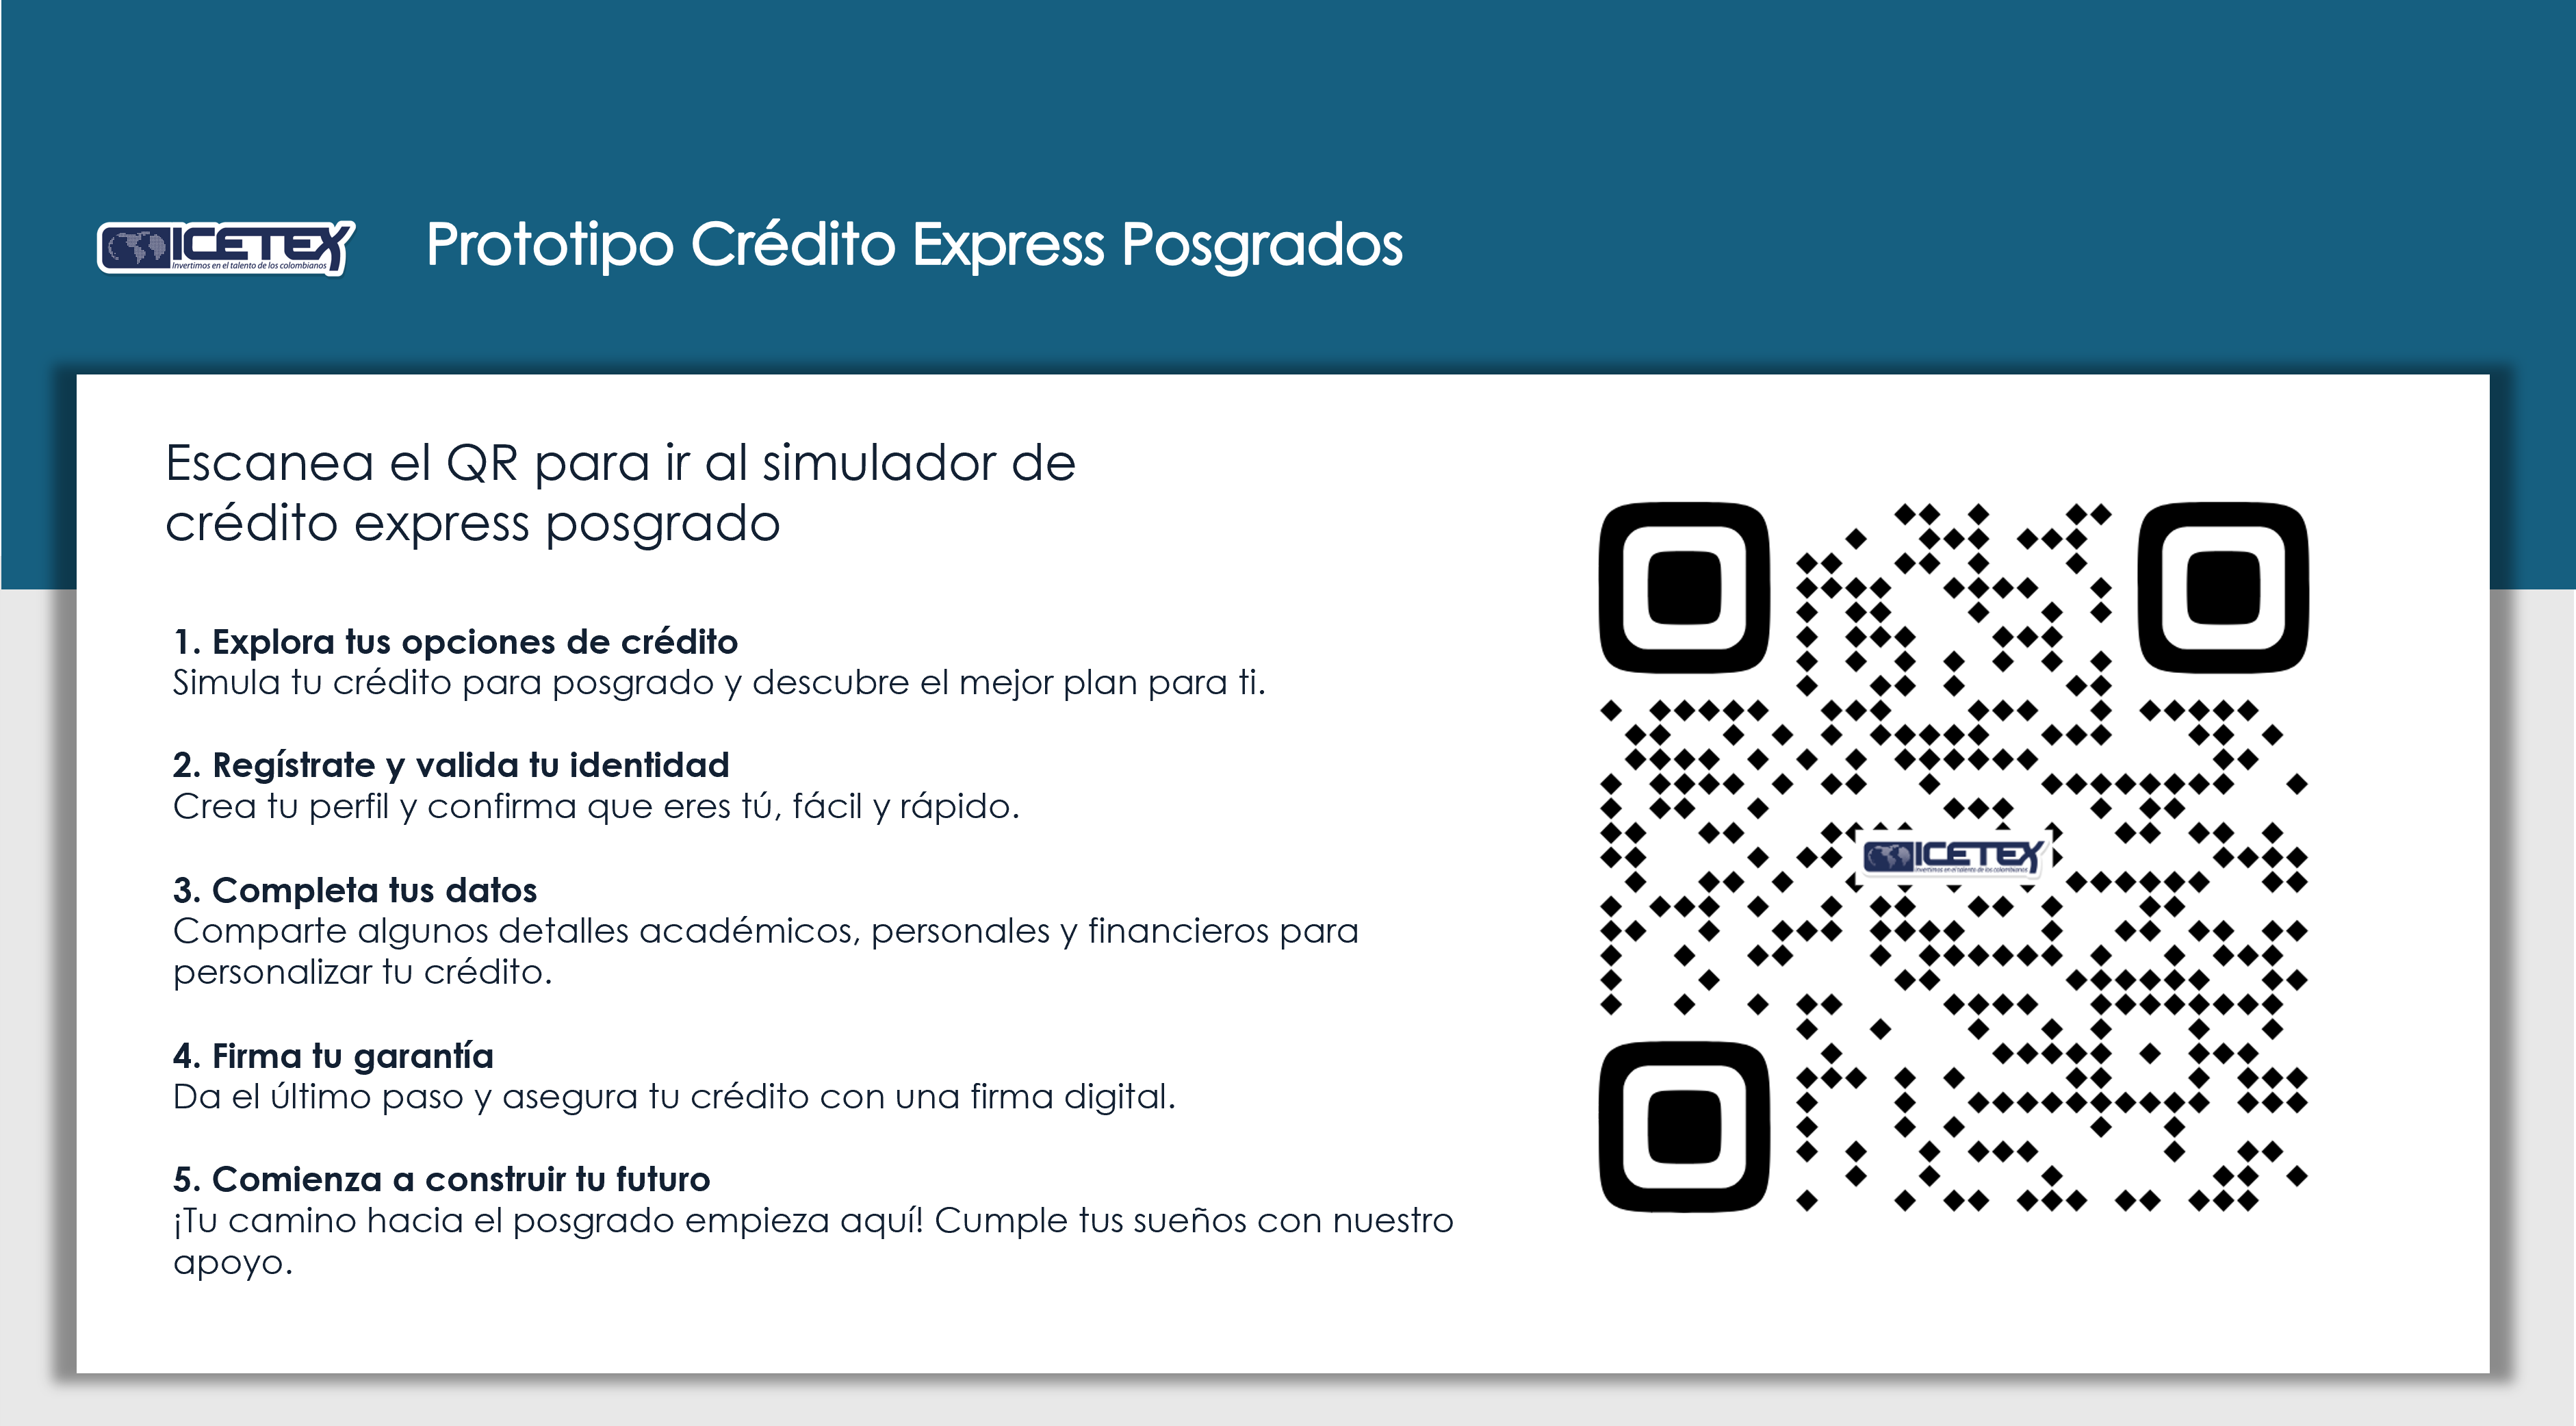 ICETEX
Invertimos en el talento de los colombianos
Prototipo Crédito Express Posgrados
Escanea el QR para ir al simulador de
crédito express posgrado
1. Explora tus opciones de crédito
Simula tu crédito para posgrado y descubre el mejor plan para ti.
2. Regístrate y valida tu identidad
Crea tu perfil y confirma que eres tú, fácil y rápido.
3. Completa tus datos
Comparte algunos detalles académicos, personales y financieros para
personalizar tu crédito.
4. Firma tu garantía
Da el último paso y asegura tu crédito con una firma digital.
5. Comienza a construir tu futuro
¡Tu camino hacia el posgrado empieza aquí! Cumple tus sueños con nuestro
apoyo.
ICETEX
Invertimos en el talento de los colombianos